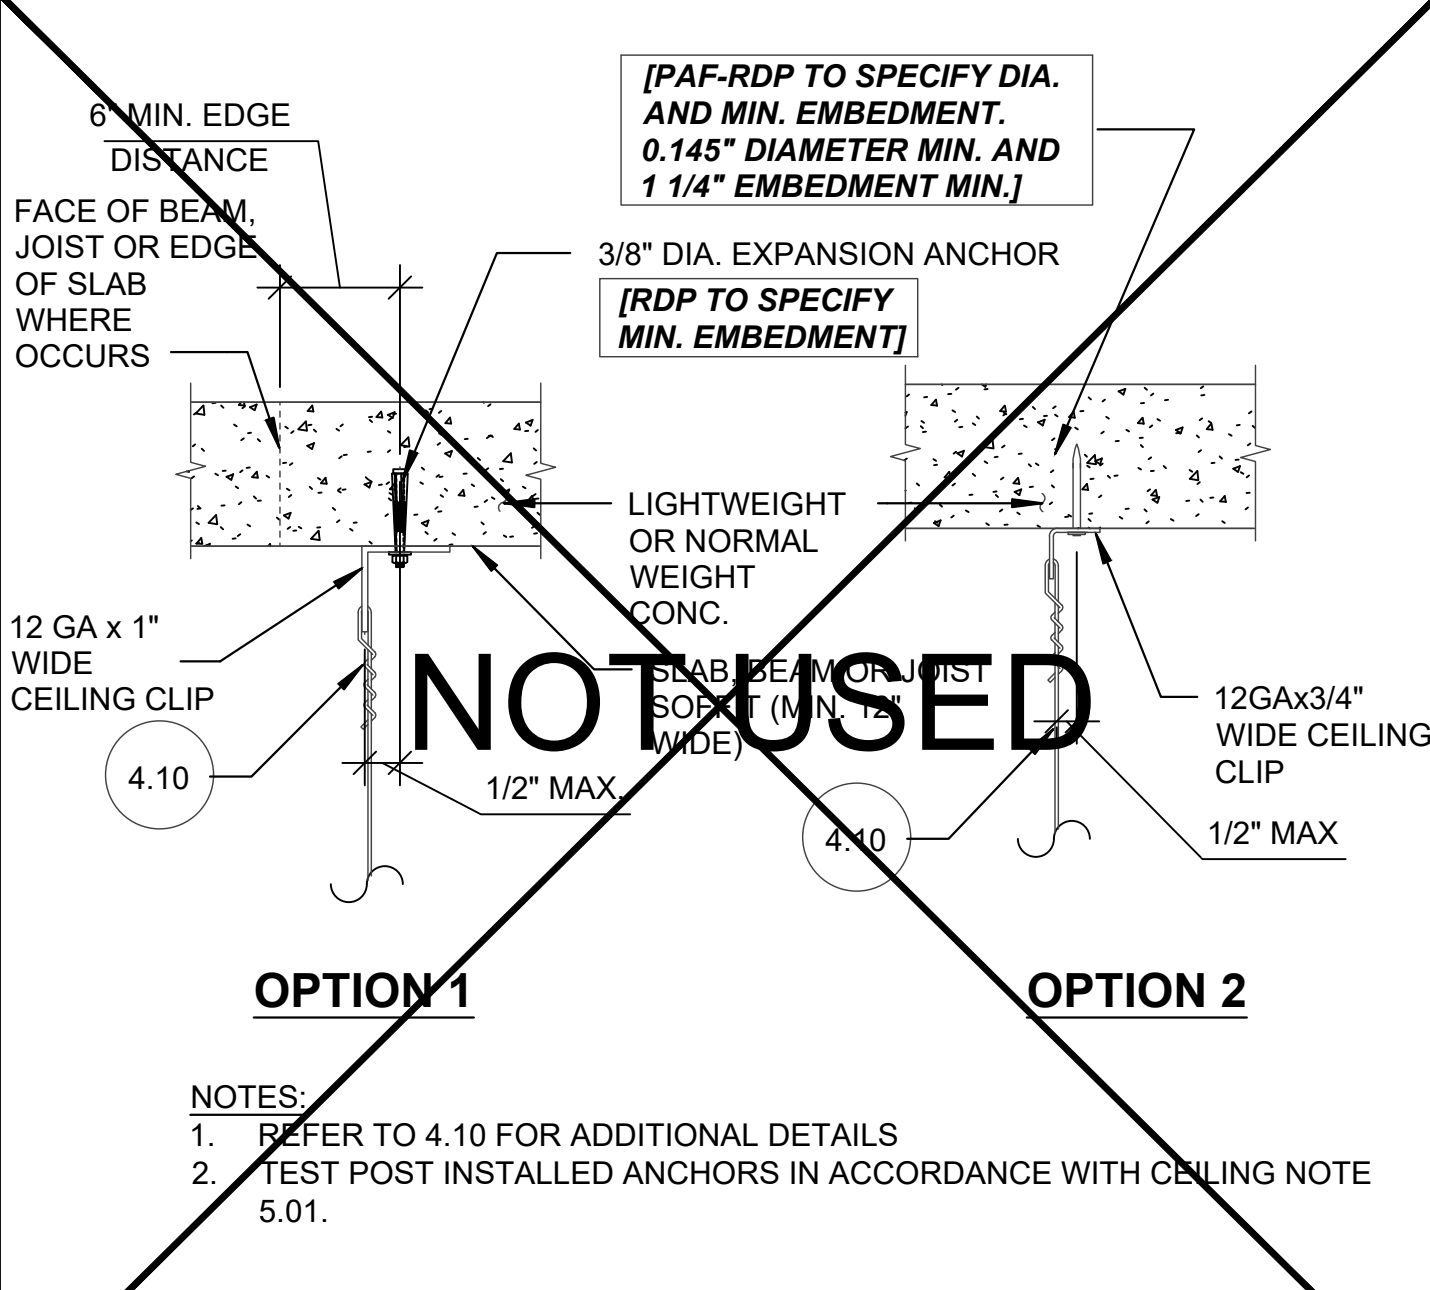 6" MIN. EDGE
DISTANCE
FACE OF BEAM,
JOIST OR EDGE
OF SLAB
WHERE
OCCURS
[PAF-RDP TO SPECIFY DIA.
AND MIN. EMBEDMENT.
0.145" DIAMETER MIN. AND
1 1/4" EMBEDMENT MIN.]
3/8" DIA. EXPANSION ANCHOR
[RDP TO SPECIFY
MIN. EMBEDMENT]
LIGHTWEIGHT
OR NORMAL
WEIGHT
CONC.
12 GA x 1"
WIDE
CEILING CLIP
SLAB, BEAM OR JOIST
SOFFIT (MIN. 12"
WIDE)
NOT USED
12GAx3/4"
WIDE CEILING
CLIP
4.10
1/2" MAX.
4.10
1/2" MAX
OPTION 1
OPTION 2
NOTES:
1. REFER TO 4.10 FOR ADDITIONAL DETAILS
2. TEST POST INSTALLED ANCHORS IN ACCORDANCE WITH CEILING NOTE
5.01.